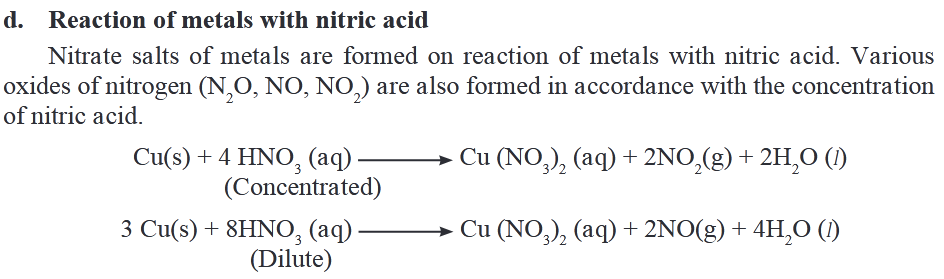 d. Reaction of metals with nitric acid
Nitrate salts of metals are formed on reaction of metals with nitric acid. Various
oxides of nitrogen (N₂O, NO, NO₂) are also formed in accordance with the concentration
of nitric acid.
Cu(s) + 4 HNO₃ (aq) ⟶ Cu (NO₃)₂ (aq) + 2NO₂(g) + 2H₂O (l)
(Concentrated)
3 Cu(s) + 8HNO₃ (aq) ⟶ Cu (NO₃)₂ (aq) + 2NO(g) + 4H₂O (l)
(Dilute)